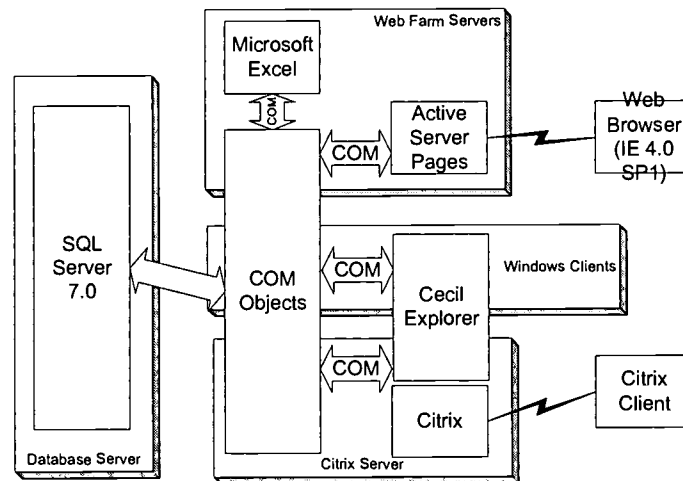 Web Farm Servers
Microsoft
Excel
COM
Active
Server
Pages
COM
Web
Browser
(IE 4.0
SP1)
SQL
Server
7.0
COM
Objects
COM
Cecil
Explorer
Windows Clients
COM
Citrix
Citrix
Client
Database Server
Citrix Server